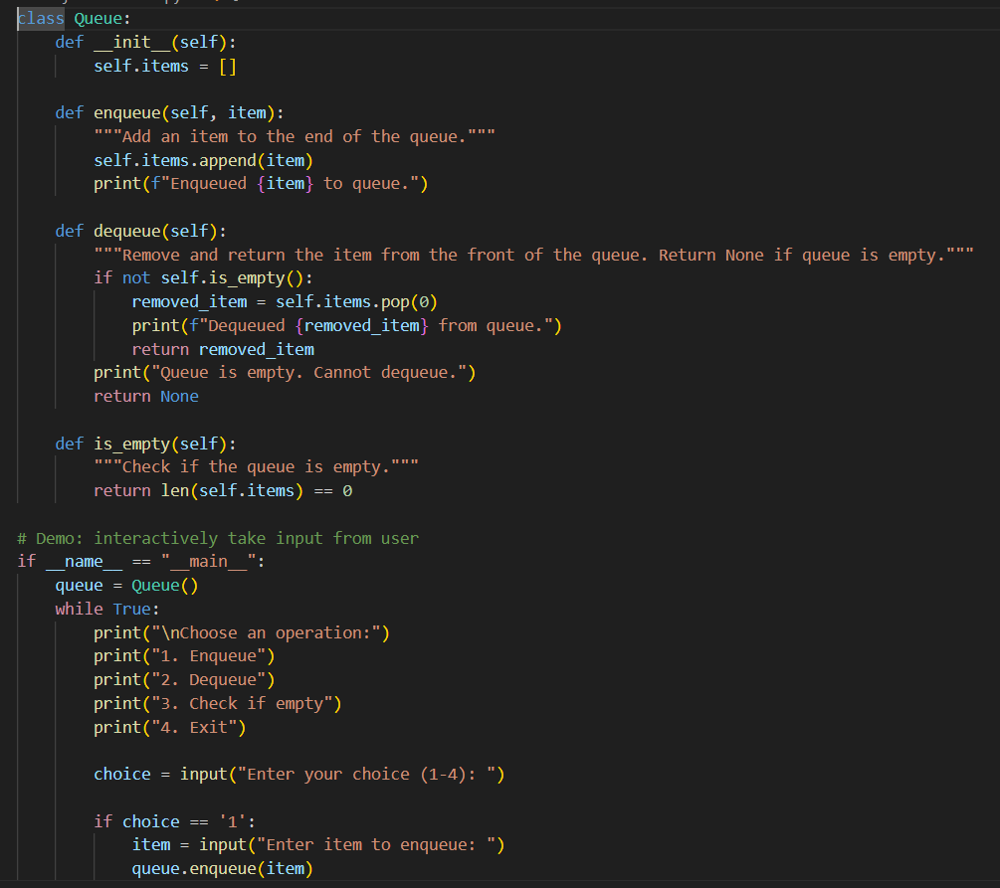 class Queue:
    def __init__(self):
        self.items = []

    def enqueue(self, item):
        """Add an item to the end of the queue."""
        self.items.append(item)
        print(f"Enqueued {item} to queue.")

    def dequeue(self):
        """Remove and return the item from the front of the queue. Return None if queue is empty."""
        if not self.is_empty():
            removed_item = self.items.pop(0)
            print(f"Dequeued {removed_item} from queue.")
            return removed_item
        print("Queue is empty. Cannot dequeue.")
        return None

    def is_empty(self):
        """Check if the queue is empty."""
        return len(self.items) == 0

# Demo: interactively take input from user
if __name__ == "__main__":
    queue = Queue()
    while True:
        print("\nChoose an operation:")
        print("1. Enqueue")
        print("2. Dequeue")
        print("3. Check if empty")
        print("4. Exit")

        choice = input("Enter your choice (1-4): ")

        if choice == '1':
            item = input("Enter item to enqueue: ")
            queue.enqueue(item)